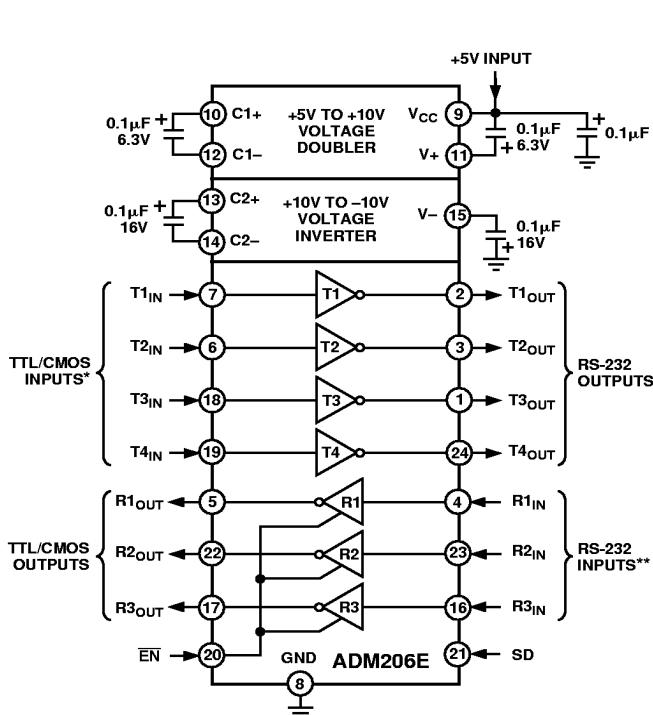 +5V INPUT
0.1µF
6.3V
+
10
C1+
12
C1–
+5V TO +10V
VOLTAGE
DOUBLER
VCC
9
V+
11
0.1µF
6.3V
+
+
0.1µF
0.1µF
16V
+
13
C2+
14
C2–
+10V TO –10V
VOLTAGE
INVERTER
V–
15
0.1µF
16V
+
TTL/CMOS
INPUTS*
T1IN 7 T1 2 T1OUT
T2IN 6 T2 3 T2OUT
T3IN 18 T3 1 T3OUT
T4IN 19 T4 24 T4OUT
RS-232
OUTPUTS
TTL/CMOS
OUTPUTS
R1OUT 5 R1 4 R1IN
R2OUT 22 R2 23 R2IN
R3OUT 17 R3 16 R3IN
RS-232
INPUTS**
EN 20
GND
8
ADM206E
21 SD